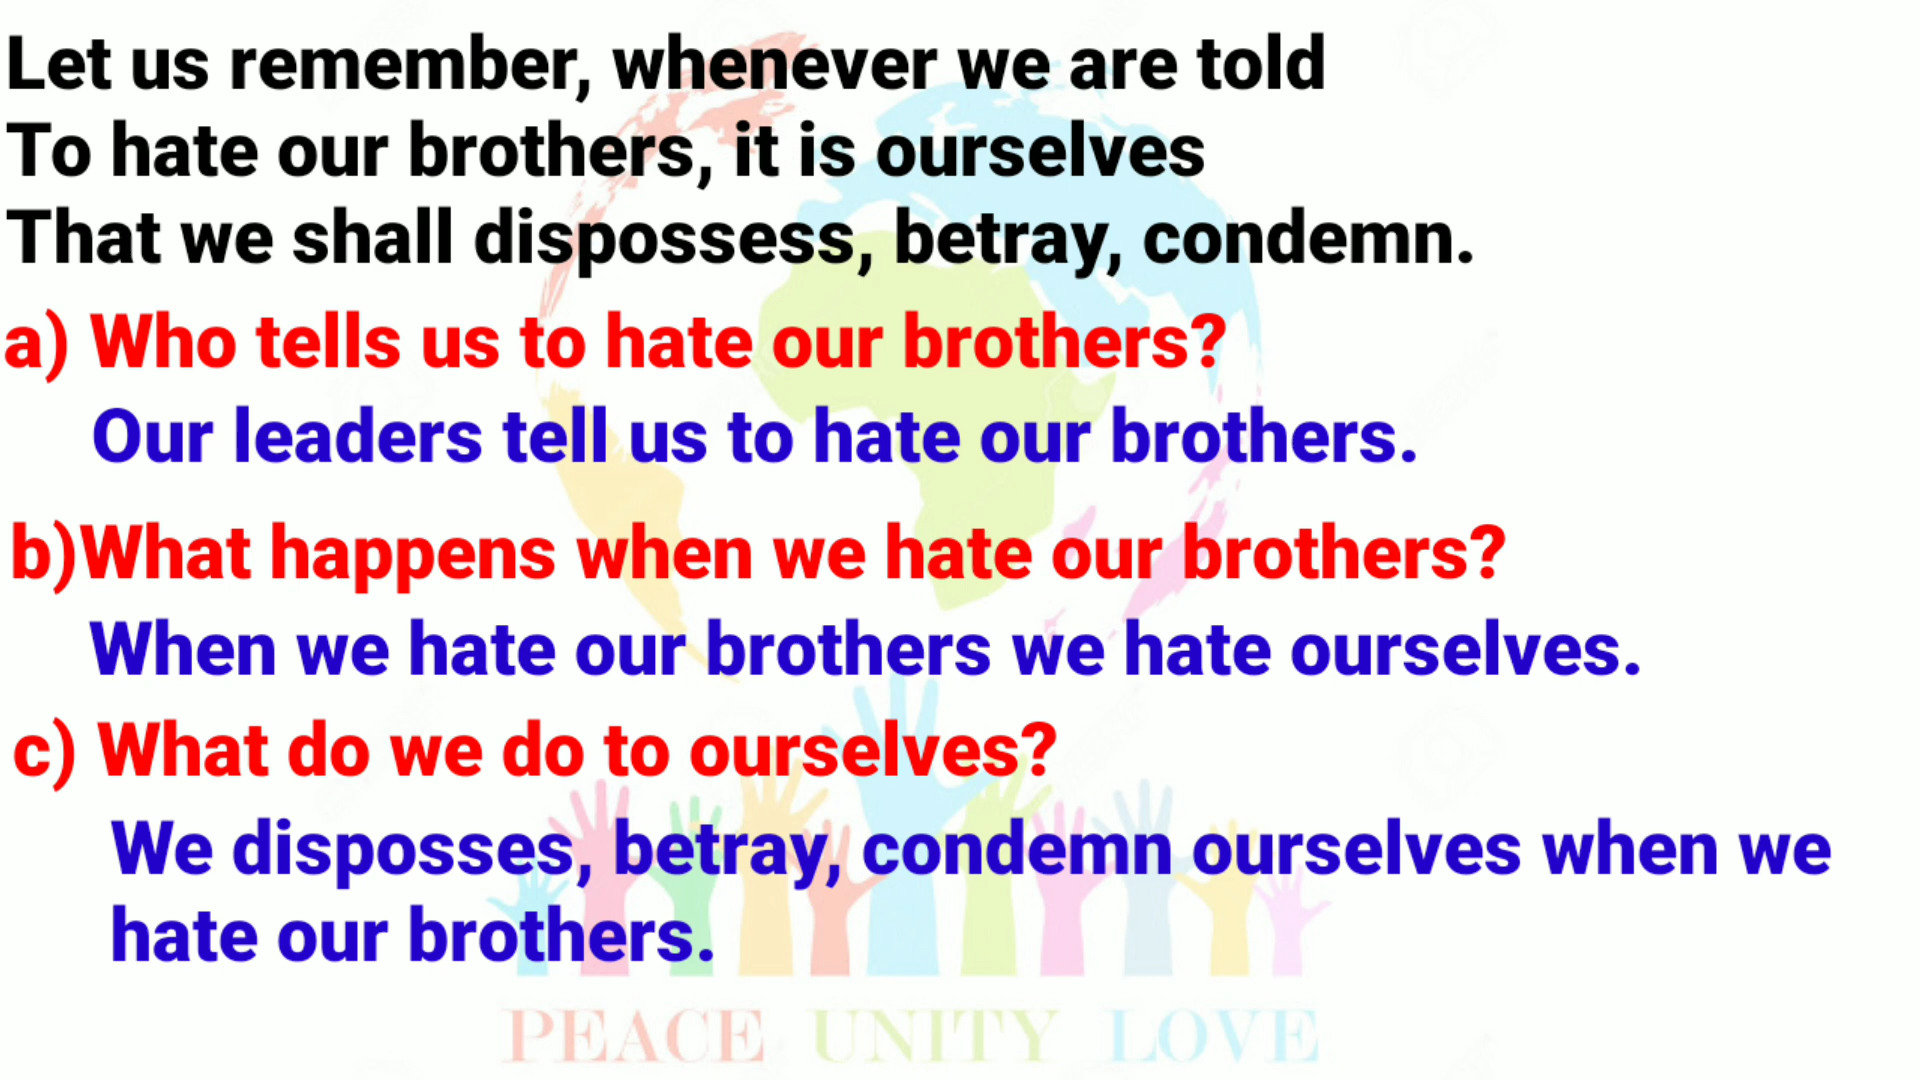 Let us remember, whenever we are told
To hate our brothers, it is ourselves
That we shall dispossess, betray, condemn.
a) Who tells us to hate our brothers?
Our leaders tell us to hate our brothers.
b)What happens when we hate our brothers?
When we hate our brothers we hate ourselves.
c) What do we do to ourselves?
We disposses, betray, condemn ourselves when we
hate our brothers.
PEACE UNITY LOVE